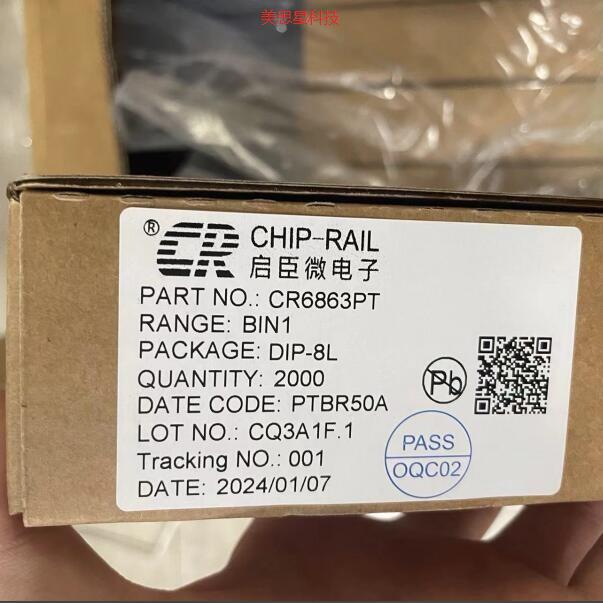 美思星科技
® CR CHIP-RAIL
启臣微电子
PART NO.: CR6863PT
RANGE: BIN1
PACKAGE: DIP-8L
QUANTITY: 2000
DATE CODE: PTBR50A
LOT NO.: CQ3A1F.1
Tracking NO.: 001
DATE: 2024/01/07
Pb
PASS
OQC02